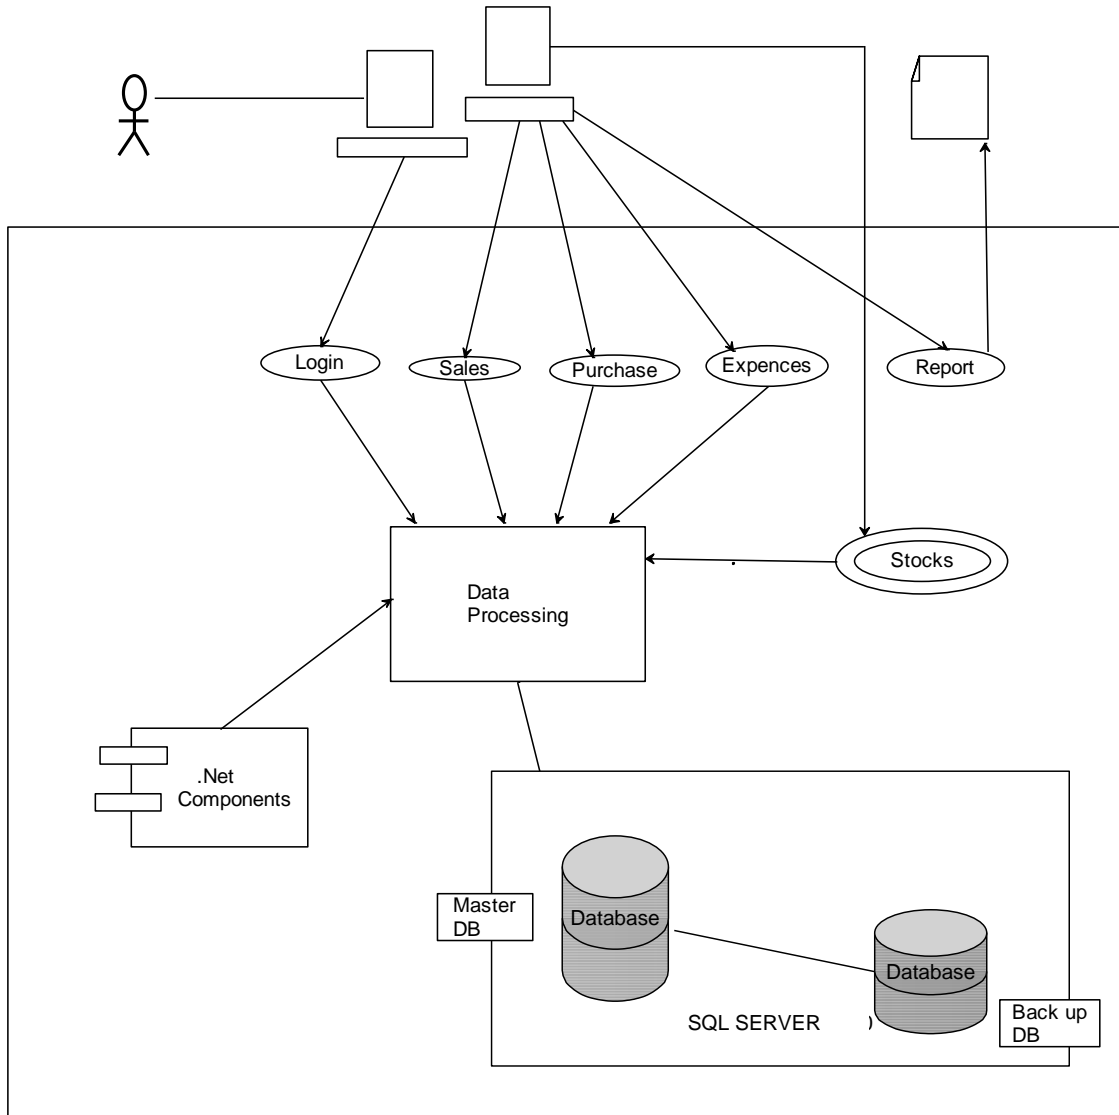 Login
Sales
Purchase
Expences
Report
Stocks
.
Data
Processing
.Net
Components
Master
DB
Database
Database
SQL SERVER )
Back up
DB